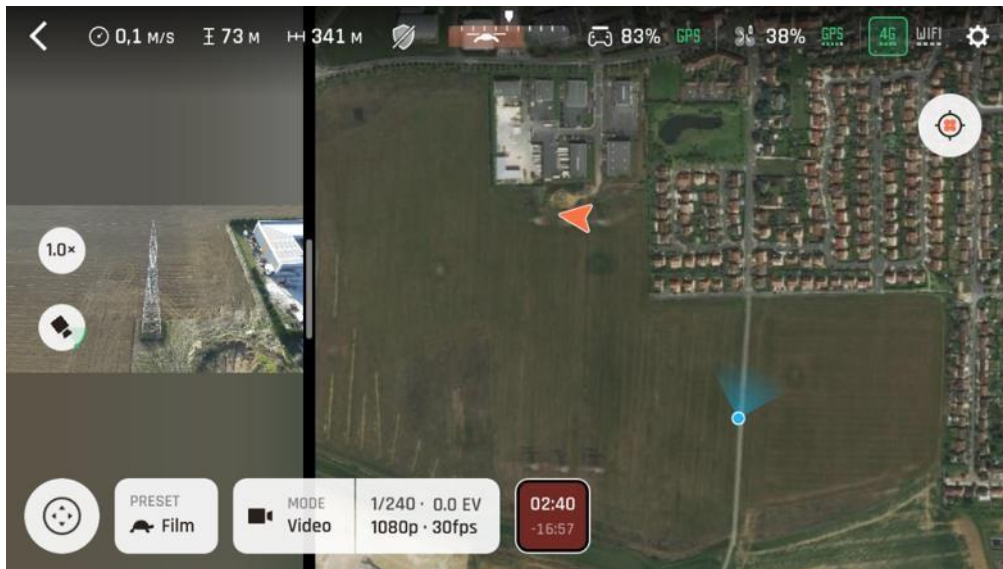 0,1 M/S 73 M 341 M 83% GPS 38% GPS 4G WIFI
1.0×
PRESET
Film
MODE
Video
1/240 · 0.0 EV
1080p · 30fps
02:40
-16:57